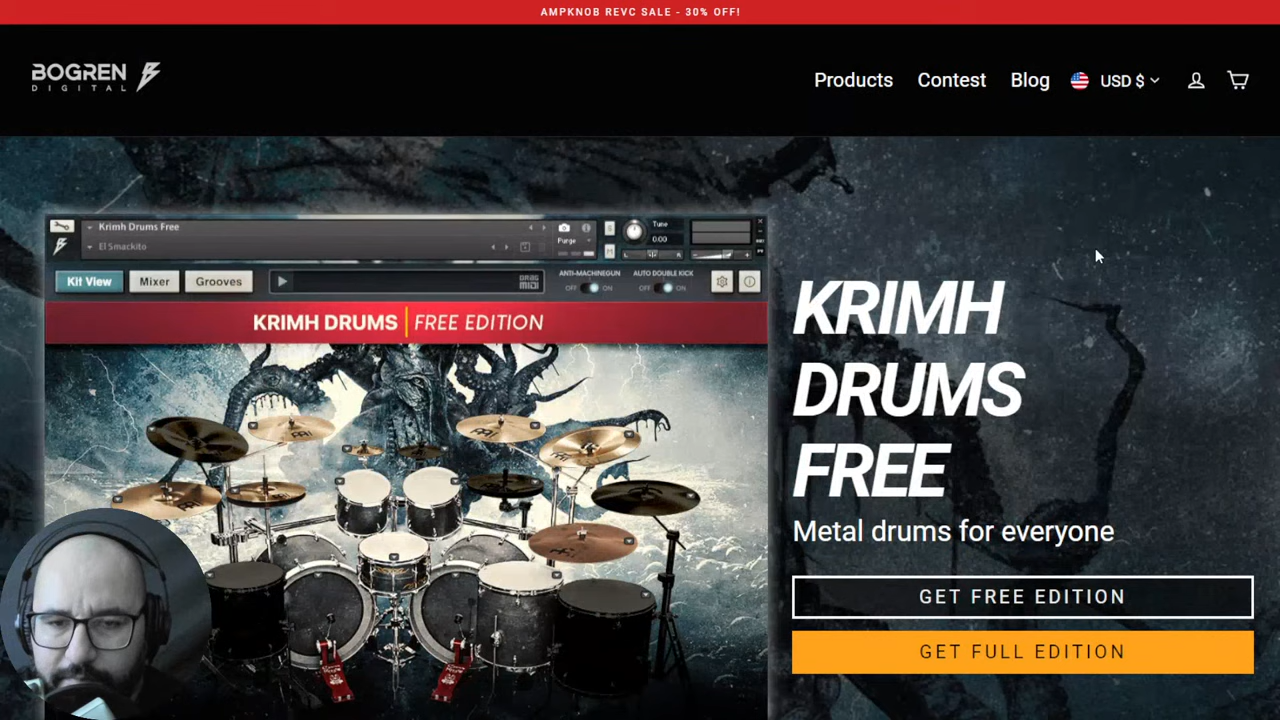 AMPKNOB REVC SALE - 30% OFF!
BOGREN
DIGITAL
Products
Contest
Blog
USD $
Krimh Drums Free
El Smackito
Purge
S
M
Tune
0.00
L
R
Kit View
Mixer
Grooves
DRAG
MIDI
ANTI-MACHINEGUN
OFF
ON
AUTO DOUBLE KICK
OFF
ON
KRIMH DRUMS | FREE EDITION
KRIMH
DRUMS
FREE
Metal drums for everyone
GET FREE EDITION
GET FULL EDITION